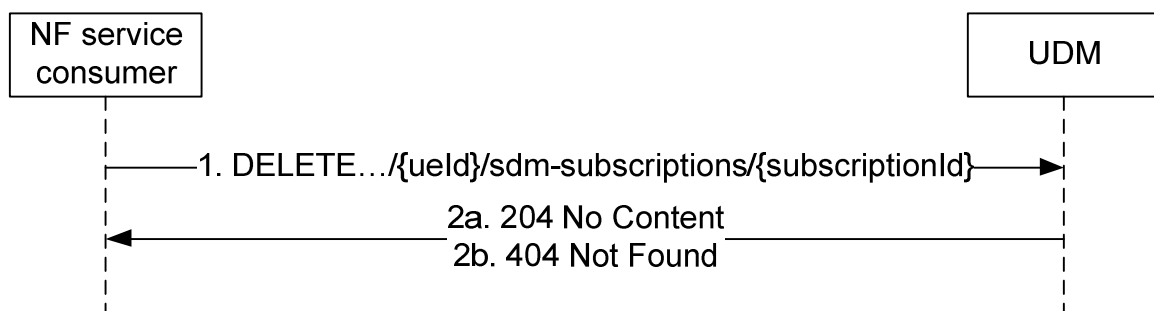 NF service
consumer
UDM
1. DELETE…/{ueId}/sdm-subscriptions/{subscriptionId}
2a. 204 No Content
2b. 404 Not Found